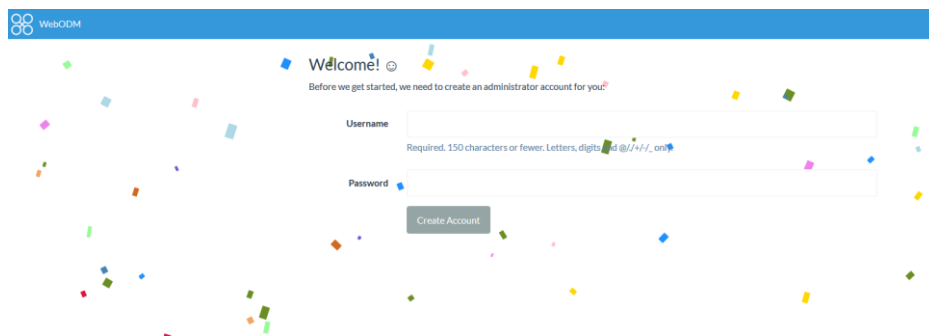 WebODM
Welcome! ☺
Before we get started, we need to create an administrator account for you:
Username
Required. 150 characters or fewer. Letters, digits and @/./+/-/_ only.
Password
Create Account